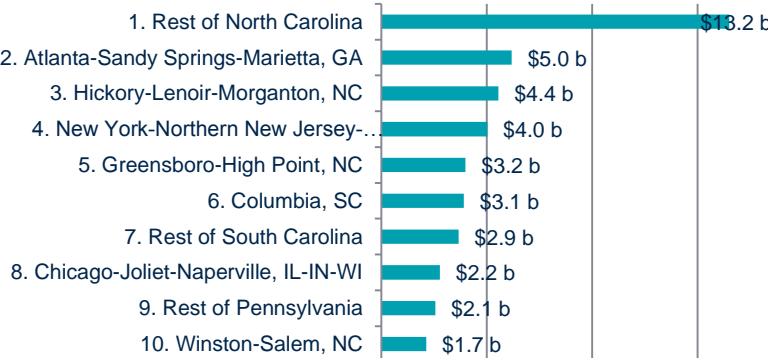 1. Rest of North Carolina $13.2 b
2. Atlanta-Sandy Springs-Marietta, GA $5.0 b
3. Hickory-Lenoir-Morganton, NC $4.4 b
4. New York-Northern New Jersey-… $4.0 b
5. Greensboro-High Point, NC $3.2 b
6. Columbia, SC $3.1 b
7. Rest of South Carolina $2.9 b
8. Chicago-Joliet-Naperville, IL-IN-WI $2.2 b
9. Rest of Pennsylvania $2.1 b
10. Winston-Salem, NC $1.7 b